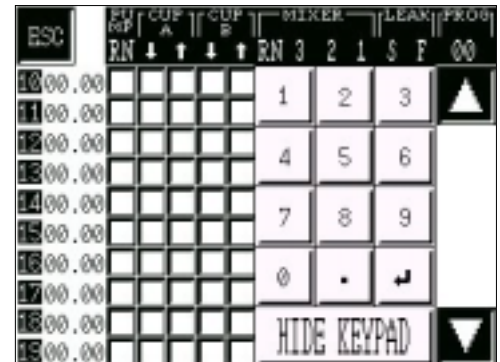 ESC PUMP CUP A CUP B MIXER LEAK PROG
RN ↓ ↑ ↓ ↑ RN 3 2 1 S F 00
10 00.00
11 00.00
12 00.00
13 00.00
14 00.00
15 00.00
16 00.00
17 00.00
18 00.00
19 00.00
1 2 3
4 5 6
7 8 9
0 . ↵
HIDE KEYPAD